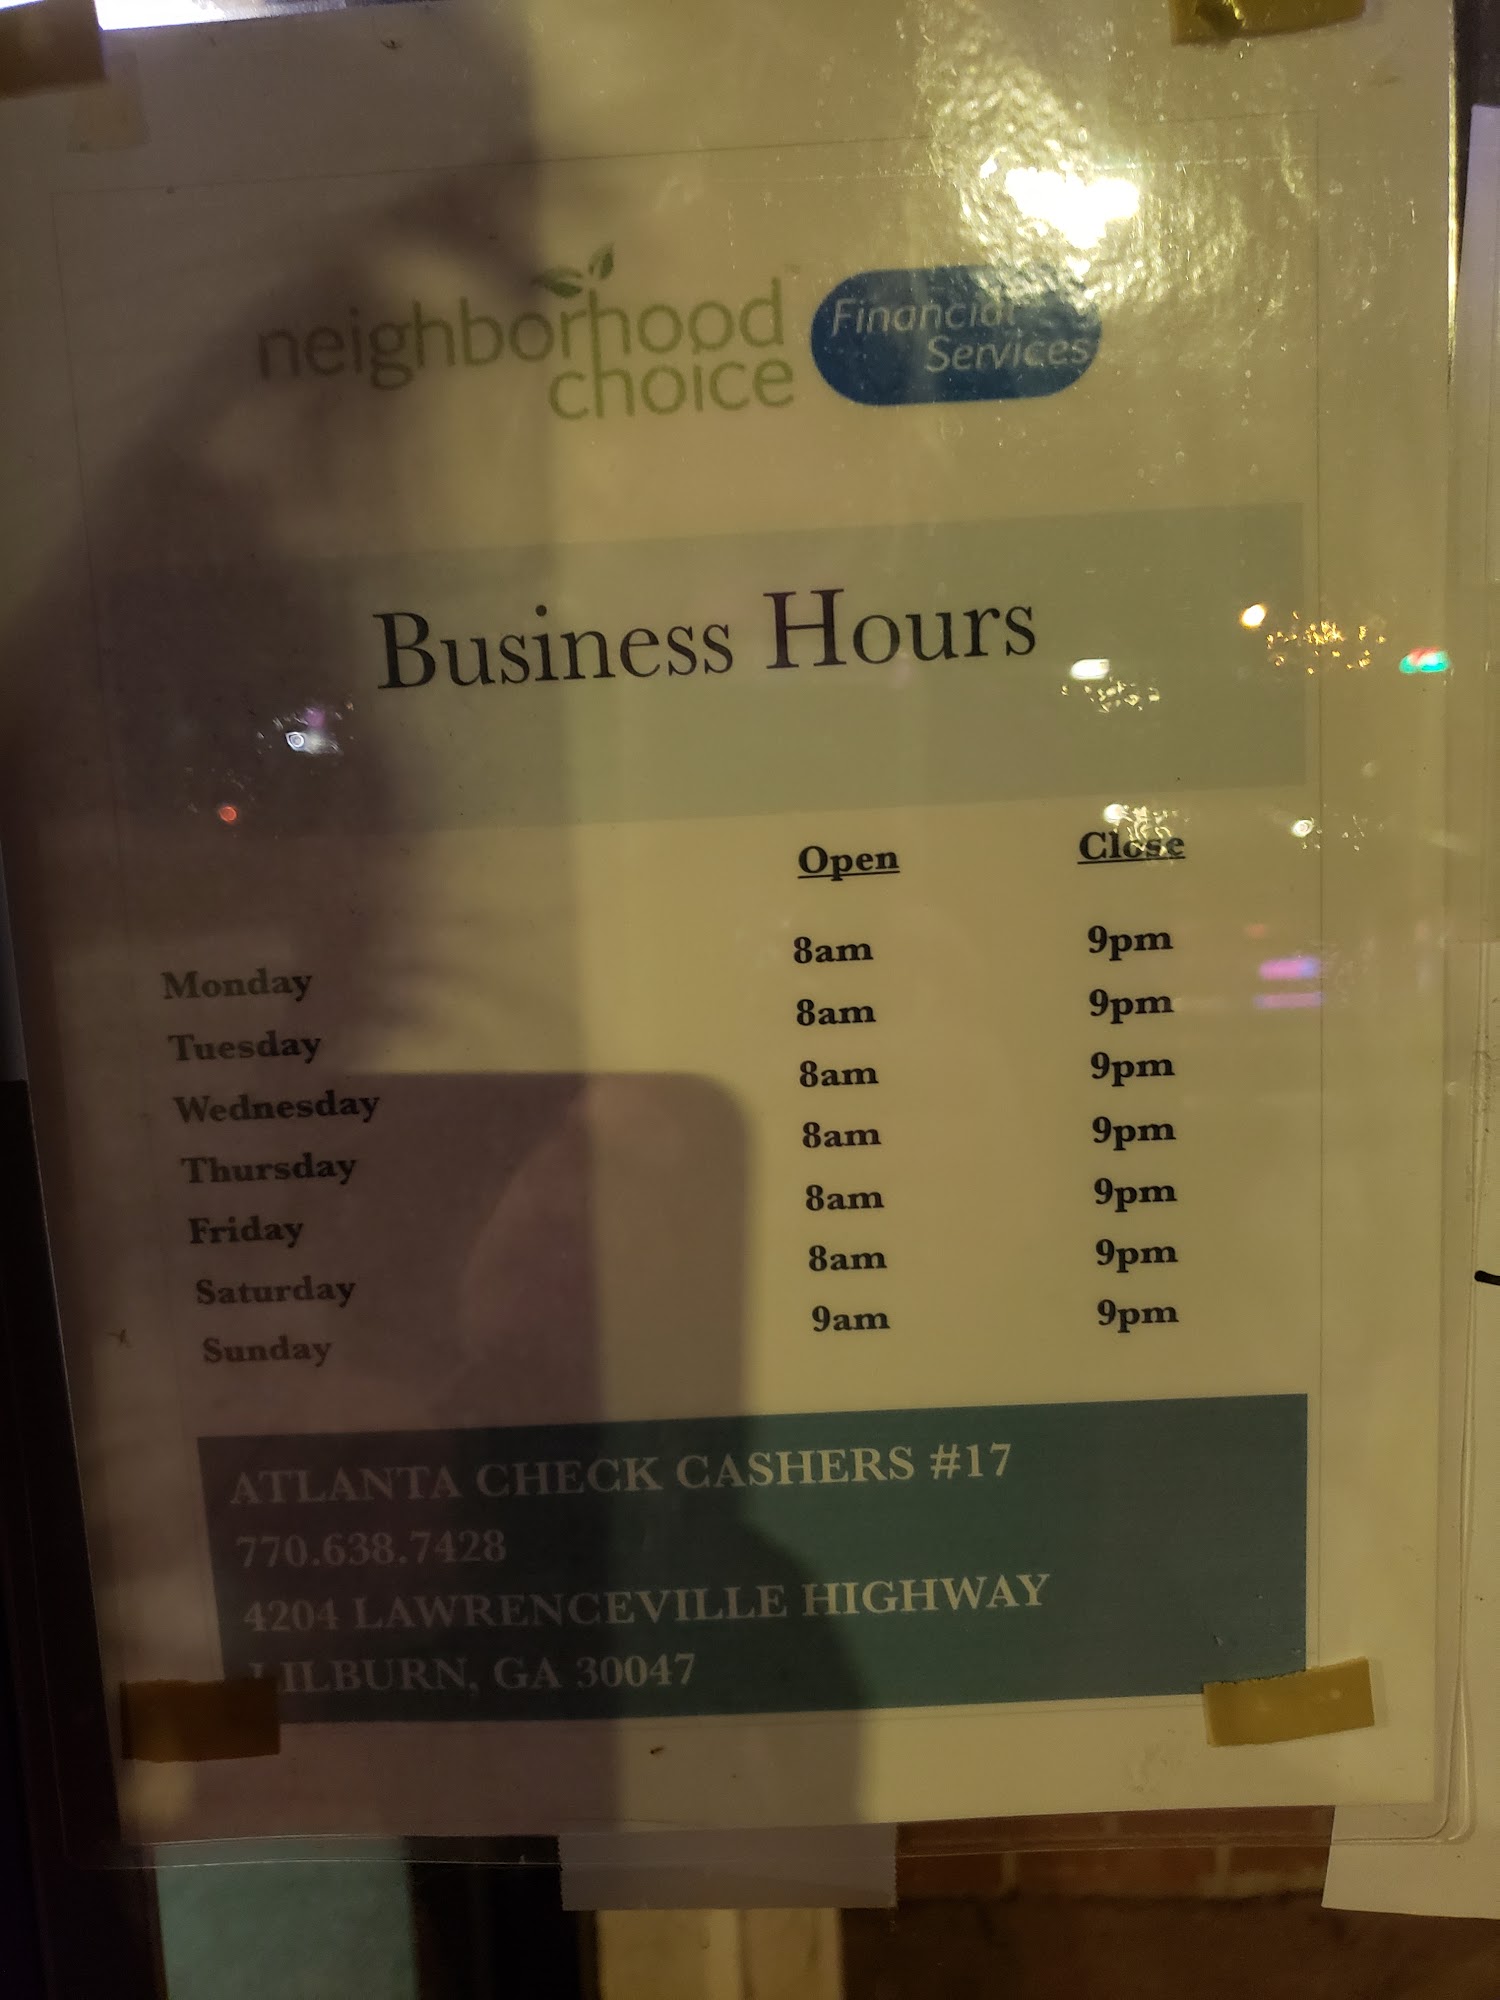 neighborhood
choice
Financial
Services
Business Hours
Open Close
Monday 8am 9pm
Tuesday 8am 9pm
Wednesday 8am 9pm
Thursday 8am 9pm
Friday 8am 9pm
Saturday 8am 9pm
Sunday 9am 9pm
ATLANTA CHECK CASHERS #17
770.638.7428
4204 LAWRENCEVILLE HIGHWAY
LILBURN, GA 30047